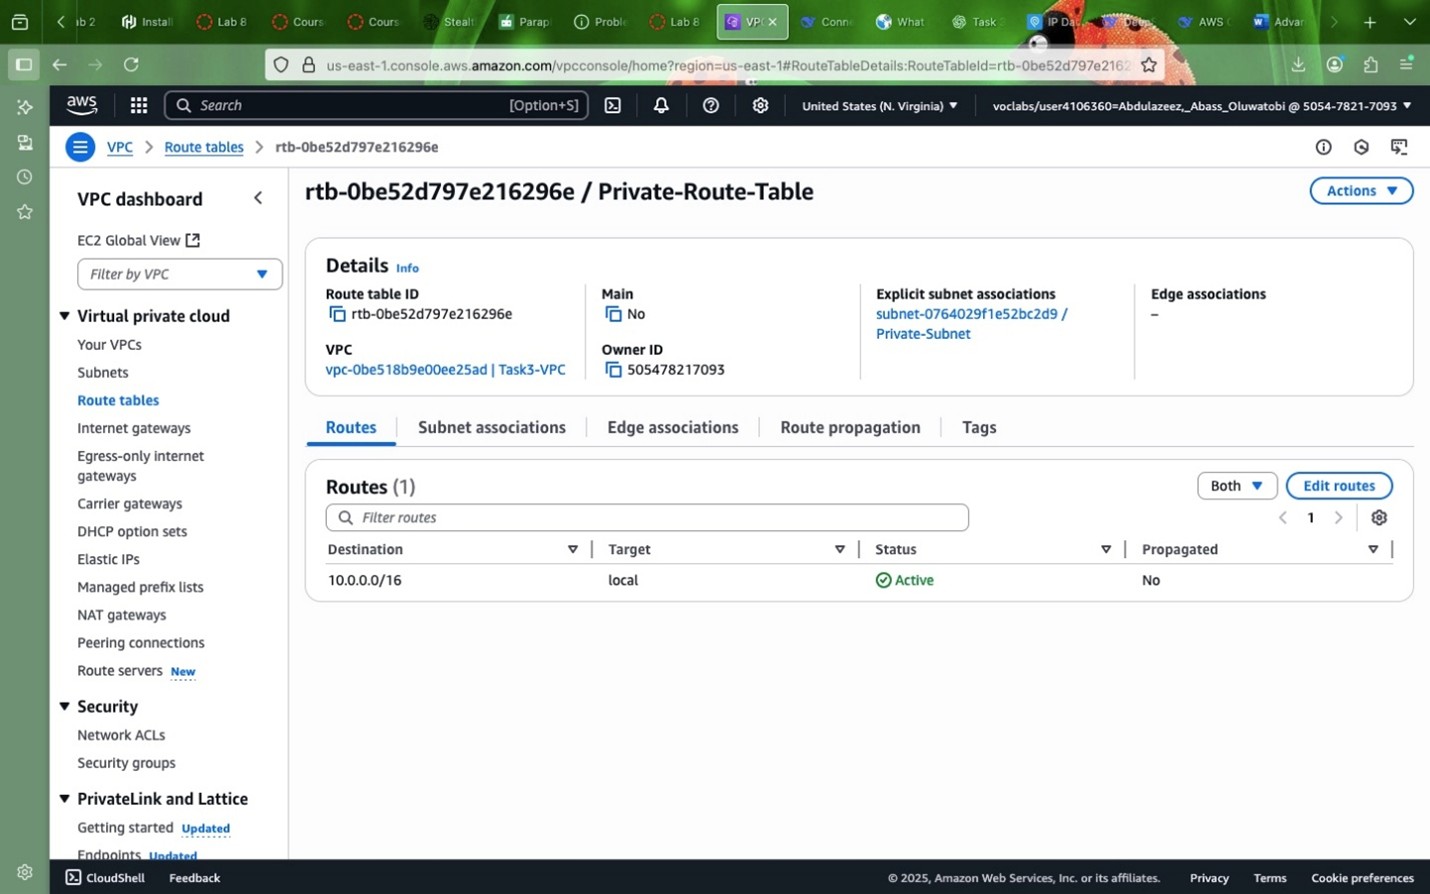 ab 2 Install Lab 8 Cours Cours Stealt Parap Proble Lab 8 VPC Conne What Task 3 IP Da AWS Advar
us-east-1.console.aws.amazon.com/vpcconsole/home?region=us-east-1#RouteTableDetails:RouteTableId=rtb-0be52d797e2162
aws Search [Option+S] United States (N. Virginia) voclabs/user4106360=Abdulazeez,_Abass_Oluwatobi @ 5054-7821-7093
VPC > Route tables > rtb-0be52d797e216296e
VPC dashboard
EC2 Global View
Filter by VPC
Virtual private cloud
Your VPCs
Subnets
Route tables
Internet gateways
Egress-only internet
gateways
Carrier gateways
DHCP option sets
Elastic IPs
Managed prefix lists
NAT gateways
Peering connections
Route servers New
Security
Network ACLs
Security groups
PrivateLink and Lattice
Getting started Updated
Endpoints Updated
rtb-0be52d797e216296e / Private-Route-Table
Actions
Details Info
Route table ID
rtb-0be52d797e216296e
VPC
vpc-0be518b9e00ee25ad | Task3-VPC
Main
No
Owner ID
505478217093
Explicit subnet associations
subnet-0764029f1e52bc2d9 /
Private-Subnet
Edge associations
–
Routes Subnet associations Edge associations Route propagation Tags
Routes (1)
Both Edit routes
Filter routes
1
Destination Target Status Propagated
10.0.0.0/16 local Active No
CloudShell Feedback © 2025, Amazon Web Services, Inc. or its affiliates. Privacy Terms Cookie preferences